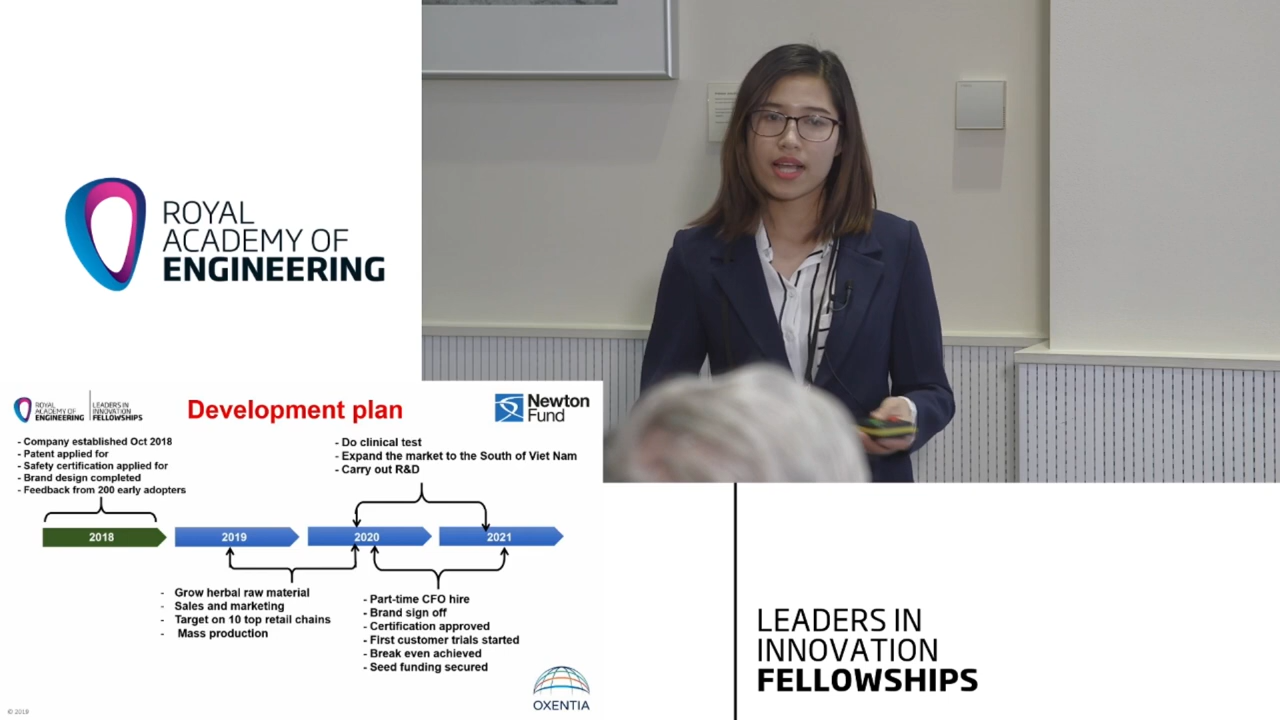 ROYAL
ACADEMY OF
ENGINEERING
ROYAL
ACADEMY OF
ENGINEERING
LEADERS IN
INNOVATION
FELLOWSHIPS
Development plan
Newton
Fund
- Company established Oct 2018
- Patent applied for
- Safety certification applied for
- Brand design completed
- Feedback from 200 early adopters
- Do clinical test
- Expand the market to the South of Viet Nam
- Carry out R&D
2018
2019
2020
2021
- Grow herbal raw material
- Sales and marketing
- Target on 10 top retail chains
- Mass production
- Part-time CFO hire
- Brand sign off
- Certification approved
- First customer trials started
- Break even achieved
- Seed funding secured
OXENTIA
© 2019
LEADERS IN
INNOVATION
FELLOWSHIPS